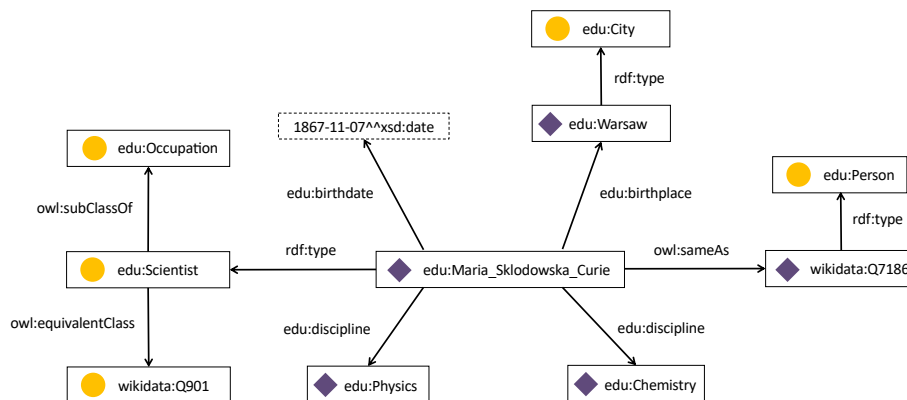 edu:City
rdf:type
1867-11-07^^xsd:date
edu:Warsaw
edu:Occupation
edu:Person
edu:birthdate
edu:birthplace
owl:subClassOf
rdf:type
rdf:type
owl:sameAs
edu:Scientist
edu:Maria_Sklodowska_Curie
wikidata:Q7186
owl:equivalentClass
edu:discipline
edu:discipline
wikidata:Q901
edu:Physics
edu:Chemistry